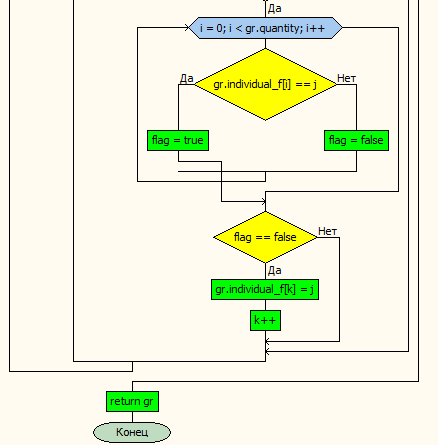 Да
i = 0; i < gr.quantity; i++
Да
Нет
gr.individual_f[i] == j
flag = true
flag = false
flag == false
Нет
Да
gr.individual_f[k] = j
k++
return gr
Конец